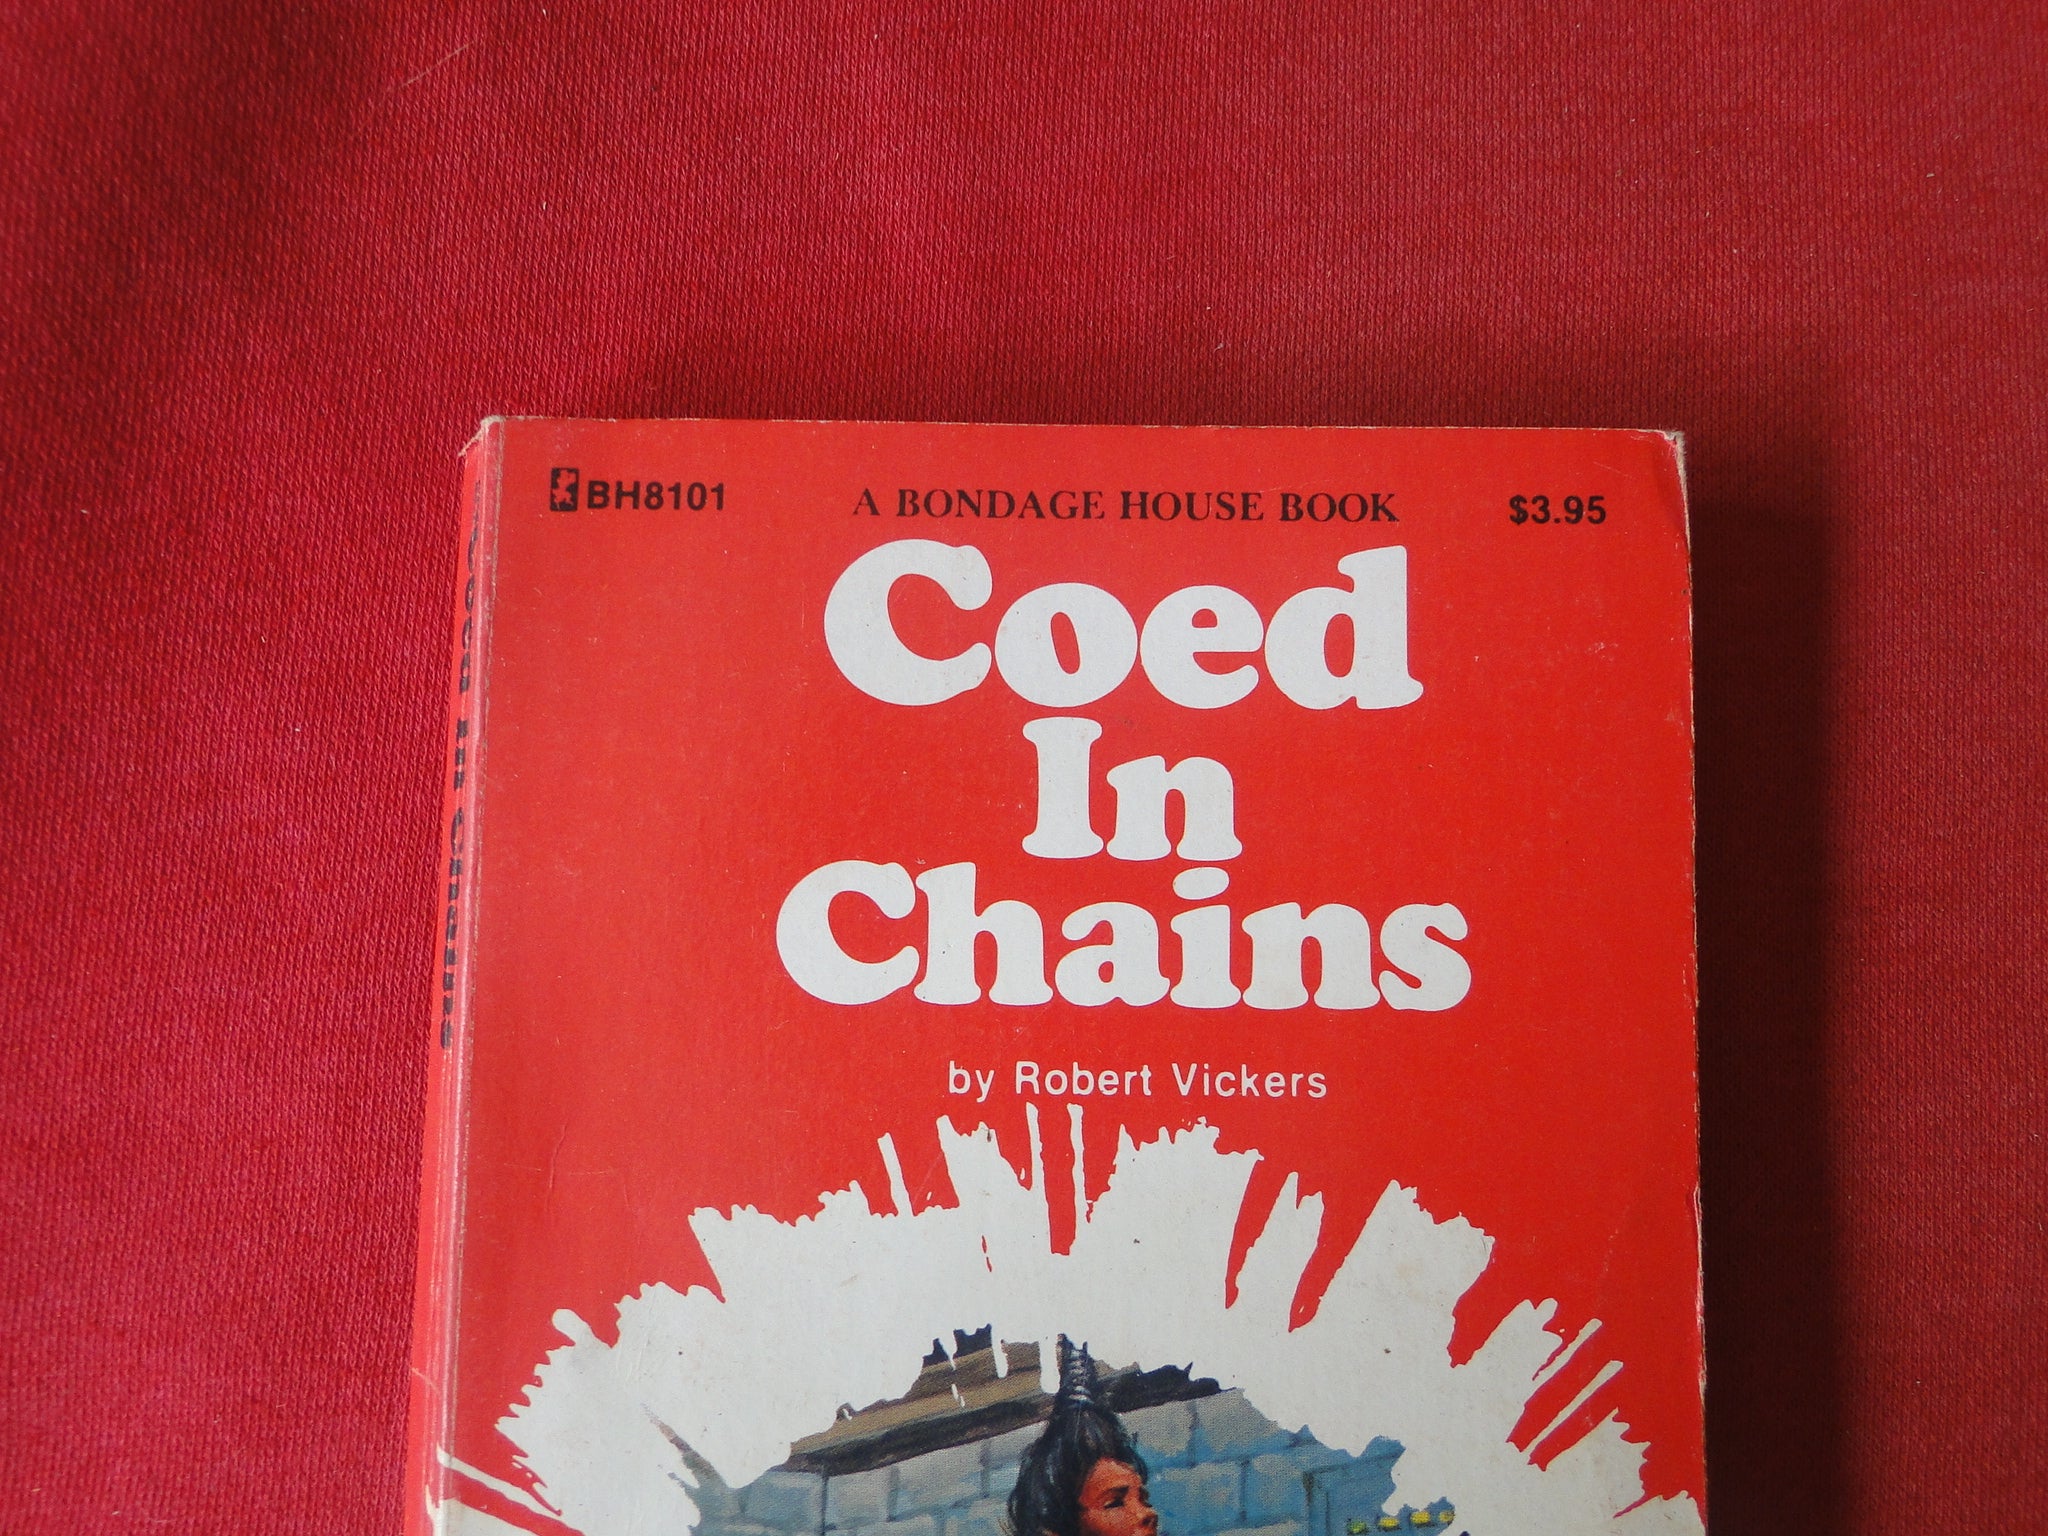 BH8101 A BONDAGE HOUSE BOOK $3.95
Coed
In
Chains
by Robert Vickers
Coed In Chains